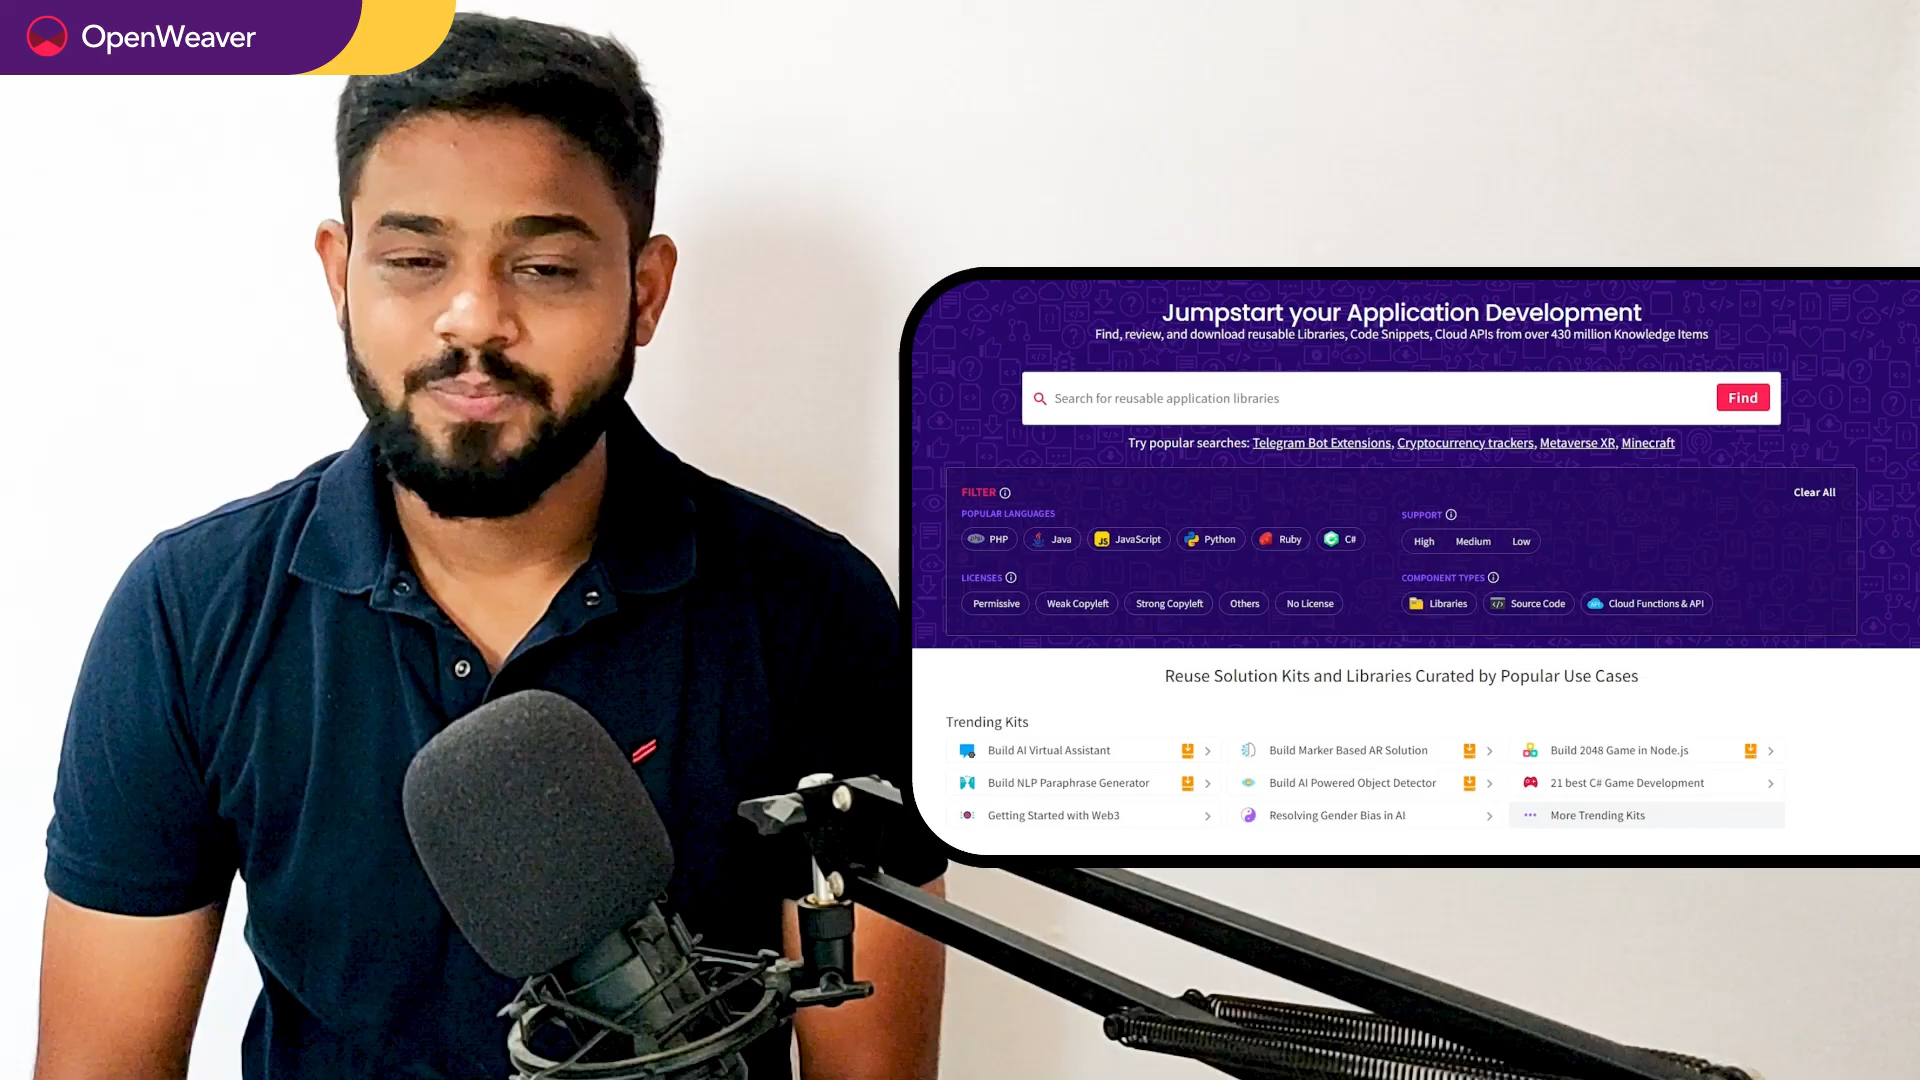 OpenWeaver
Jumpstart your Application Development
Find, review, and download reusable Libraries, Code Snippets, Cloud APIs from over 430 million Knowledge Items
Search for reusable application libraries
Find
Try popular searches: Telegram Bot Extensions, Cryptocurrency trackers, Metaverse XR, Minecraft
FILTER
Clear All
POPULAR LANGUAGES
PHP Java JS JavaScript Python Ruby C#
SUPPORT
High Medium Low
LICENSES
Permissive Weak Copyleft Strong Copyleft Others No License
COMPONENT TYPES
Libraries Source Code Cloud Functions & API
Reuse Solution Kits and Libraries Curated by Popular Use Cases
Trending Kits
Build AI Virtual Assistant Build Marker Based AR Solution Build 2048 Game in Node.js
Build NLP Paraphrase Generator Build AI Powered Object Detector 21 best C# Game Development
Getting Started with Web3 Resolving Gender Bias in AI More Trending Kits